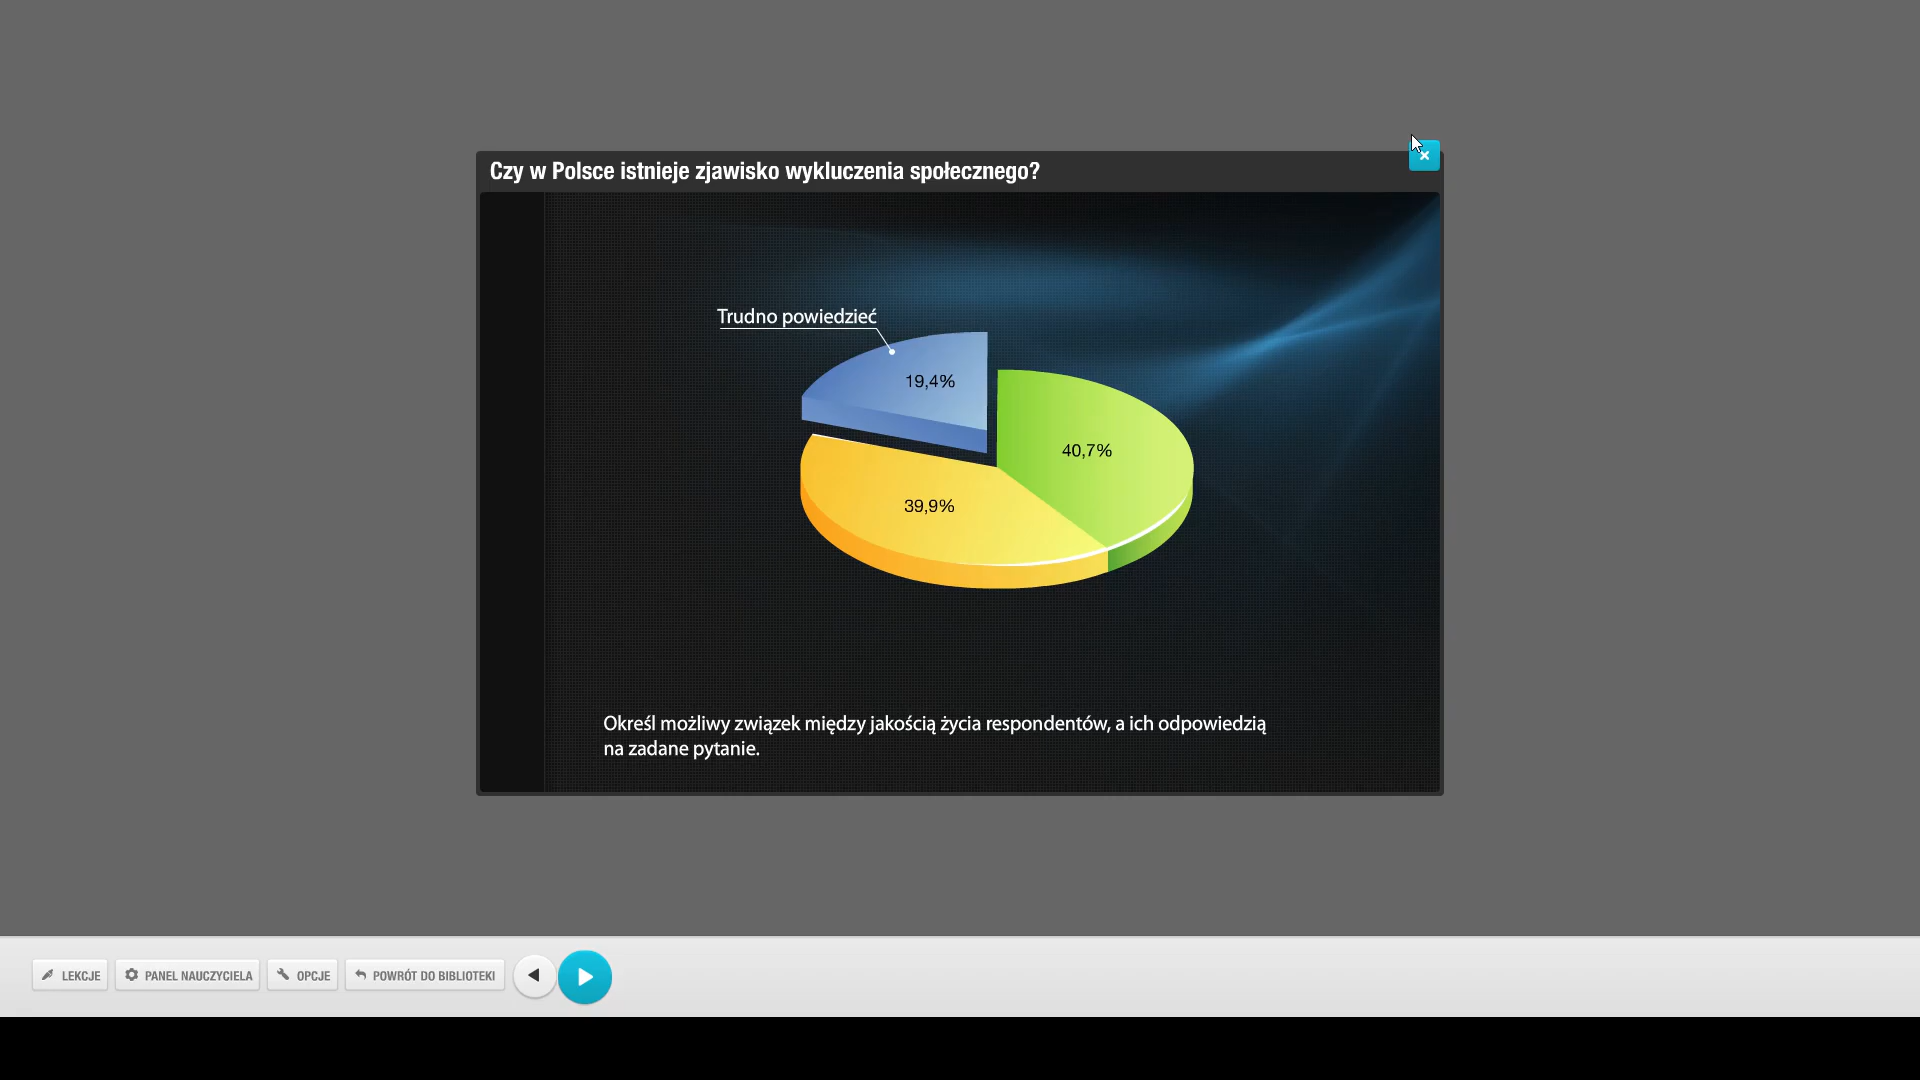 Czy w Polsce istnieje zjawisko wykluczenia społecznego?
Trudno powiedzieć
19,4%
40,7%
39,9%
Określ możliwy związek między jakością życia respondentów, a ich odpowiedzią
na zadane pytanie.
LEKCJE
PANEL NAUCZYCIELA
OPCJE
POWRÓT DO BIBLIOTEKI